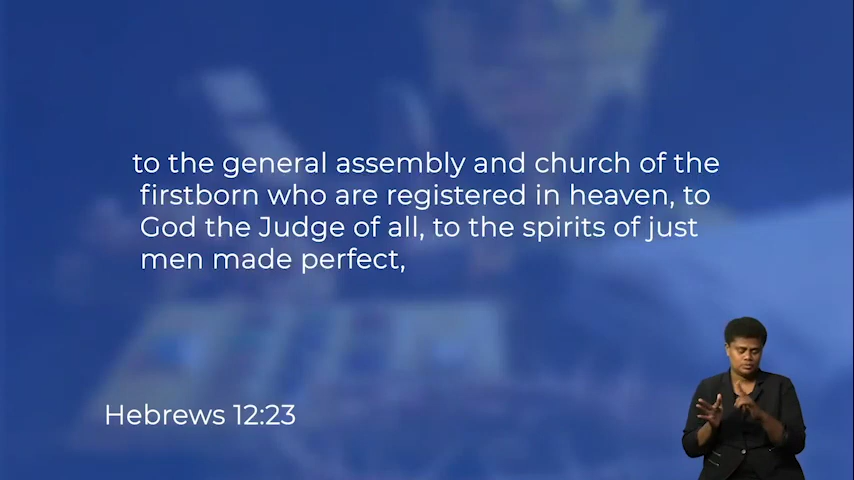 to the general assembly and church of the
firstborn who are registered in heaven, to
God the Judge of all, to the spirits of just
men made perfect,
Hebrews 12:23